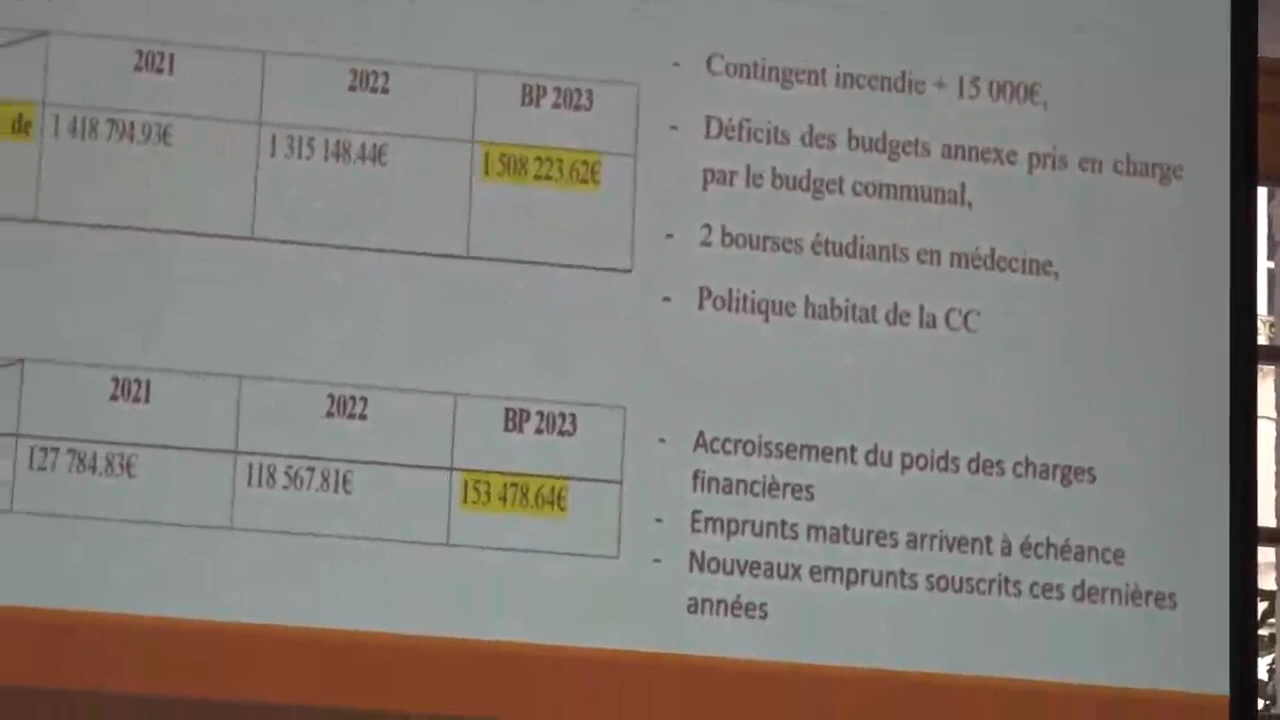 2021 2022 BP 2023
de 1 418 794.93€ 1 315 148.44€ 1 508 223.62€
- Contingent incendie + 15 000€,
- Déficits des budgets annexe pris en charge
par le budget communal,
- 2 bourses étudiants en médecine,
- Politique habitat de la CC
2021 2022 BP 2023
127 784.83€ 118 567.81€ 153 478.64€
- Accroissement du poids des charges
financières
- Emprunts matures arrivent à échéance
- Nouveaux emprunts souscrits ces dernières
années